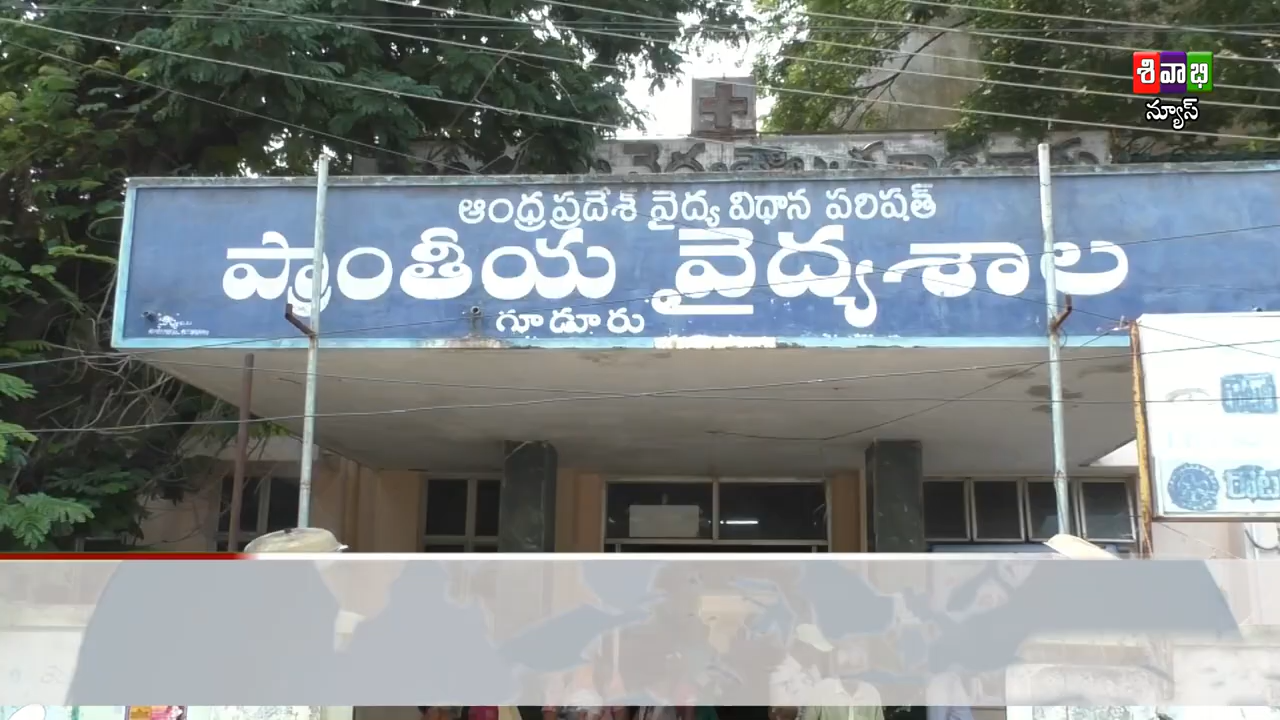 శివాభి
న్యూస్
ఆంధ్రప్రదేశ్ వైద్య విధాన పరిషత్
ప్రాంతీయ వైద్యశాల
గూడూరు